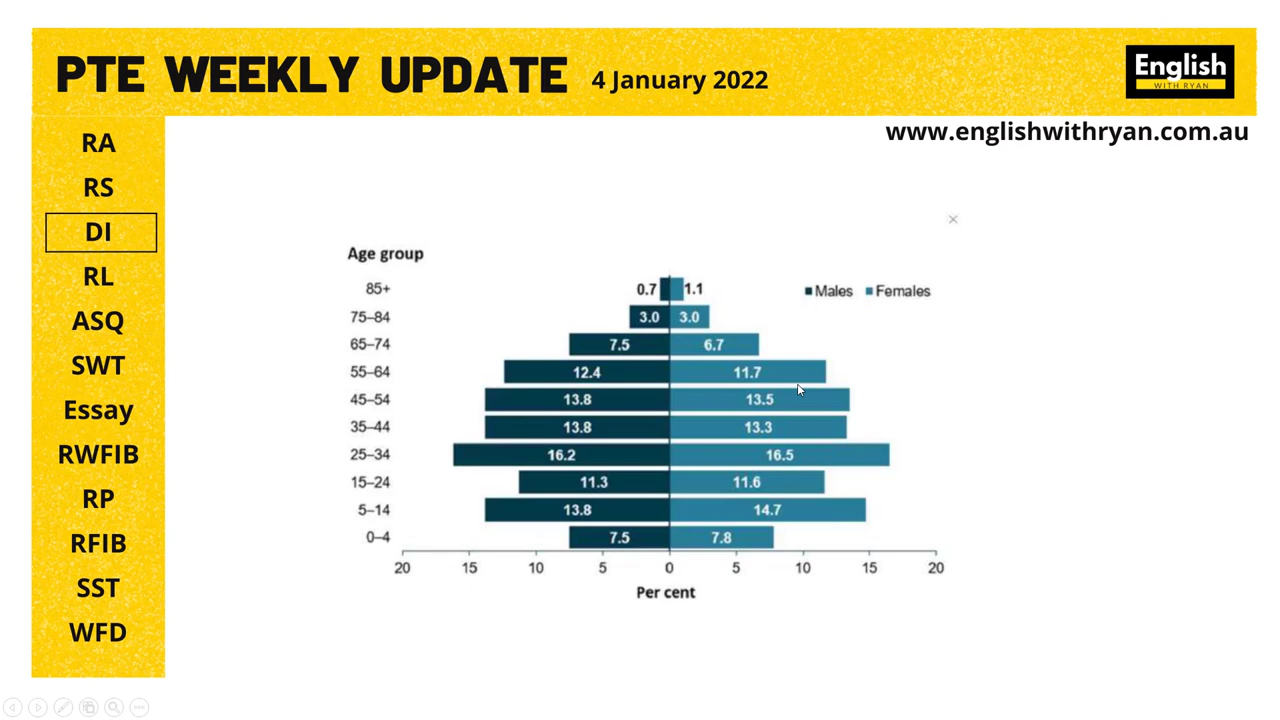 PTE WEEKLY UPDATE 4 January 2022
English
WITH RYAN
www.englishwithryan.com.au
RA
RS
DI
RL
ASQ
SWT
Essay
RWFIB
RP
RFIB
SST
WFD
Age group
Males Females
85+ 0.7 1.1
75–84 3.0 3.0
65–74 7.5 6.7
55–64 12.4 11.7
45–54 13.8 13.5
35–44 13.8 13.3
25–34 16.2 16.5
15–24 11.3 11.6
5–14 13.8 14.7
0–4 7.5 7.8
20 15 10 5 0 5 10 15 20
Per cent